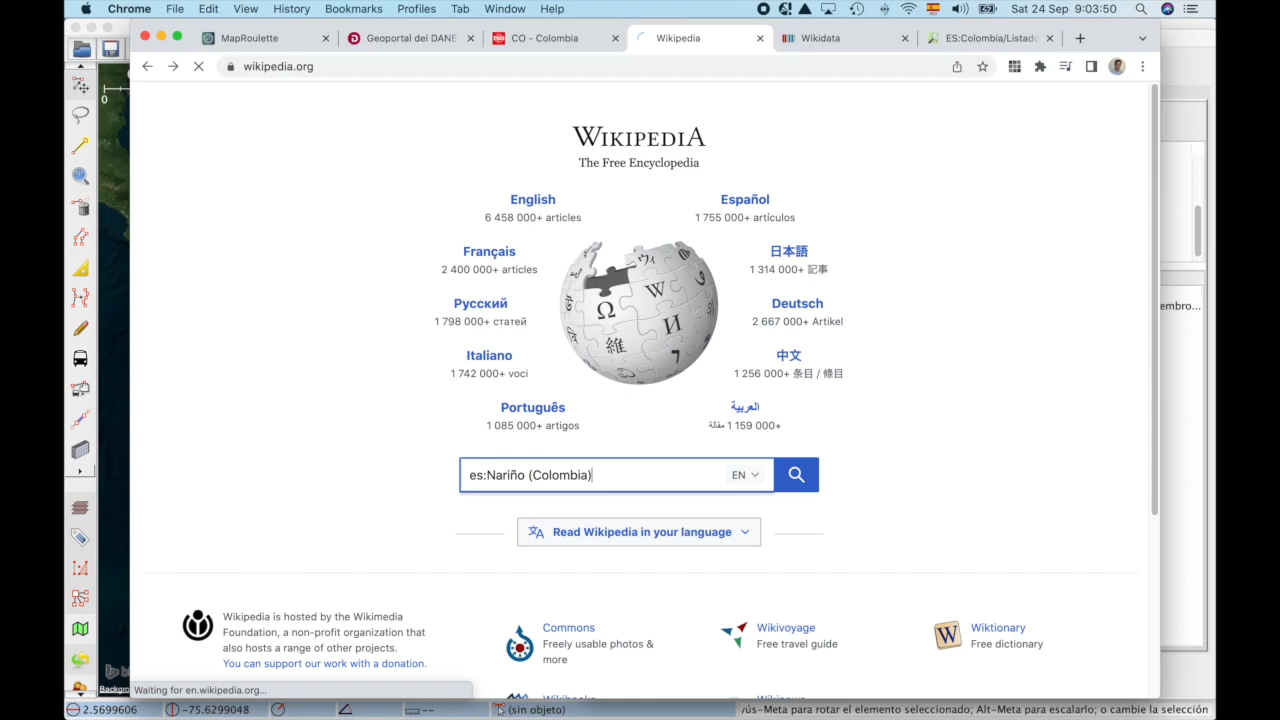 Chrome File Edit View History Bookmarks Profiles Tab Window Help Sat 24 Sep 9:03:50
MapRoulette
Geoportal del DANE
CO - Colombia
Wikipedia
Wikidata
ES:Colombia/Listado
wikipedia.org
0
WIKIPEDIA
The Free Encyclopedia
English
6 458 000+ articles
Español
1 755 000+ artículos
Français
2 400 000+ articles
日本語
1 314 000+ 記事
Русский
1 798 000+ статей
Deutsch
2 667 000+ Artikel
Italiano
1 742 000+ voci
中文
1 256 000+ 条目 / 條目
Português
1 085 000+ artigos
العربية
1 159 000+ مقالة
es:Nariño (Colombia)
EN
Read Wikipedia in your language
Wikipedia is hosted by the Wikimedia
Foundation, a non-profit organization that
also hosts a range of other projects.
You can support our work with a donation.
Commons
Freely usable photos &
more
Wikivoyage
Free travel guide
Wiktionary
Free dictionary
embro...
Waiting for en.wikipedia.org...
2.5699606 -75.6299048 -- (sin objeto) ús-Meta para rotar el elemento seleccionado; Alt-Meta para escalarlo; o cambie la selección